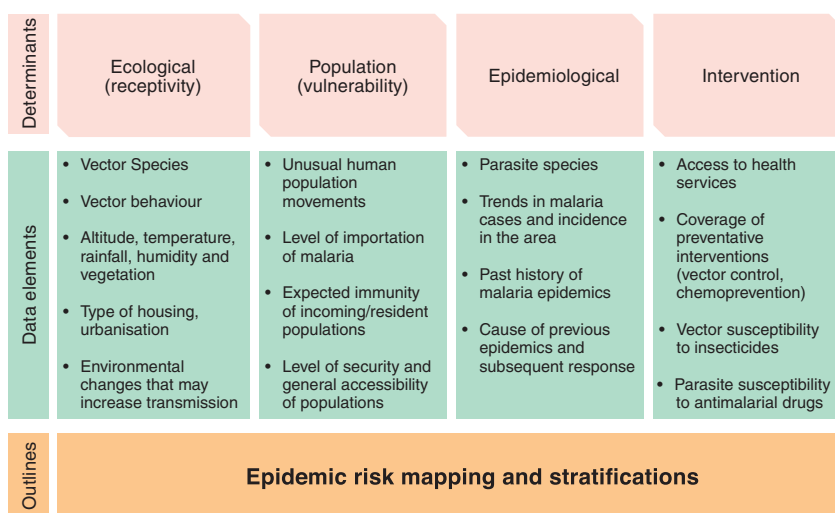 Determinants
Ecological
(receptivity)
Population
(vulnerability)
Epidemiological
Intervention
Data elements
• Vector Species
• Vector behaviour
• Altitude, temperature,
rainfall, humidity and
vegetation
• Type of housing,
urbanisation
• Environmental
changes that may
increase transmission
• Unusual human
population
movements
• Level of importation
of malaria
• Expected immunity
of incoming/resident
populations
• Level of security and
general accessibility
of populations
• Parasite species
• Trends in malaria
cases and incidence
in the area
• Past history of
malaria epidemics
• Cause of previous
epidemics and
subsequent response
• Access to health
services
• Coverage of
preventative
interventions
(vector control,
chemoprevention)
• Vector susceptibility
to insecticides
• Parasite susceptibility
to antimalarial drugs
Outlines
Epidemic risk mapping and stratifications